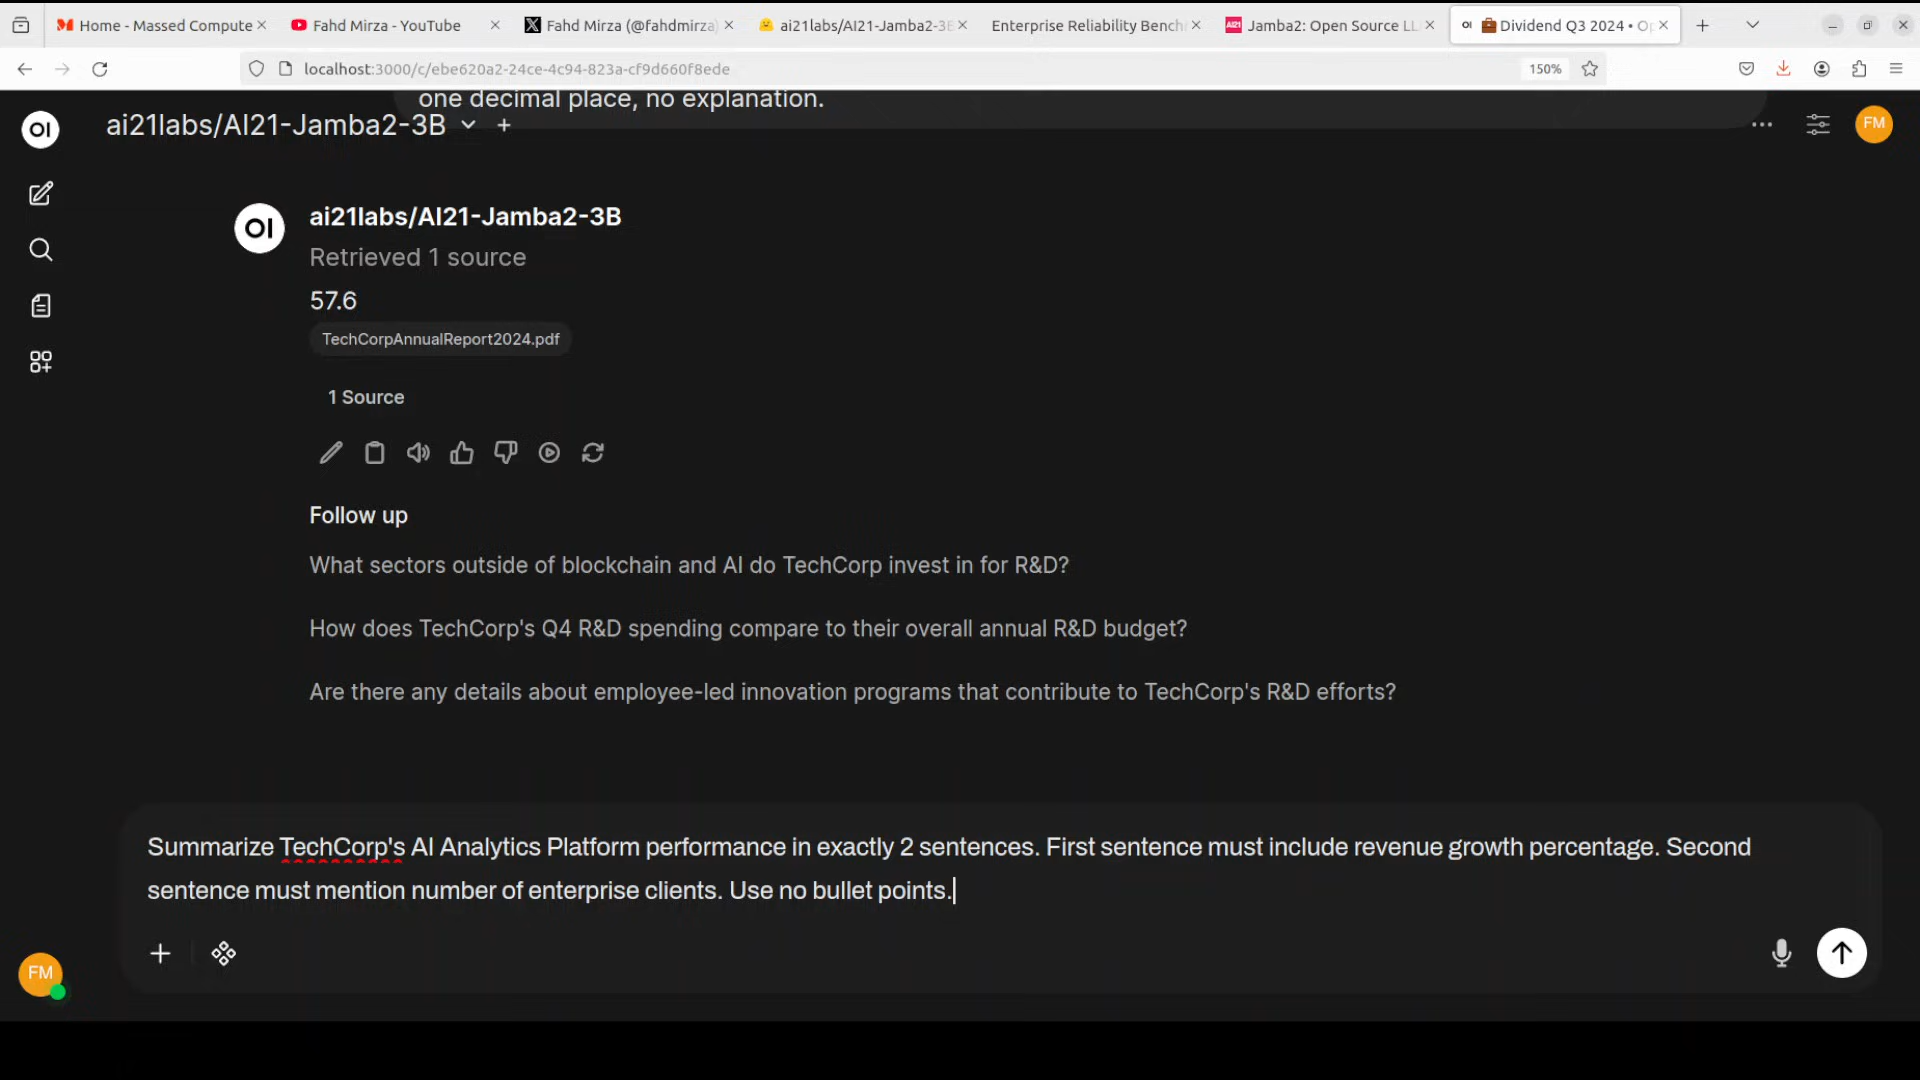 Home - Massed Compute
Fahd Mirza - YouTube
Fahd Mirza (@fahdmirza)
ai21labs/AI21-Jamba2-3B
Enterprise Reliability Bench
AI21
Jamba2: Open Source LL
OI
Dividend Q3 2024 • Op
localhost:3000/c/ebe620a2-24ce-4c94-823a-cf9d660f8ede
150%
one decimal place, no explanation.
OI
ai21labs/AI21-Jamba2-3B
FM
OI
ai21labs/AI21-Jamba2-3B
Retrieved 1 source
57.6
TechCorpAnnualReport2024.pdf
1 Source
Follow up
What sectors outside of blockchain and AI do TechCorp invest in for R&D?
How does TechCorp's Q4 R&D spending compare to their overall annual R&D budget?
Are there any details about employee-led innovation programs that contribute to TechCorp's R&D efforts?
Summarize TechCorp's AI Analytics Platform performance in exactly 2 sentences. First sentence must include revenue growth percentage. Second
sentence must mention number of enterprise clients. Use no bullet points.
FM